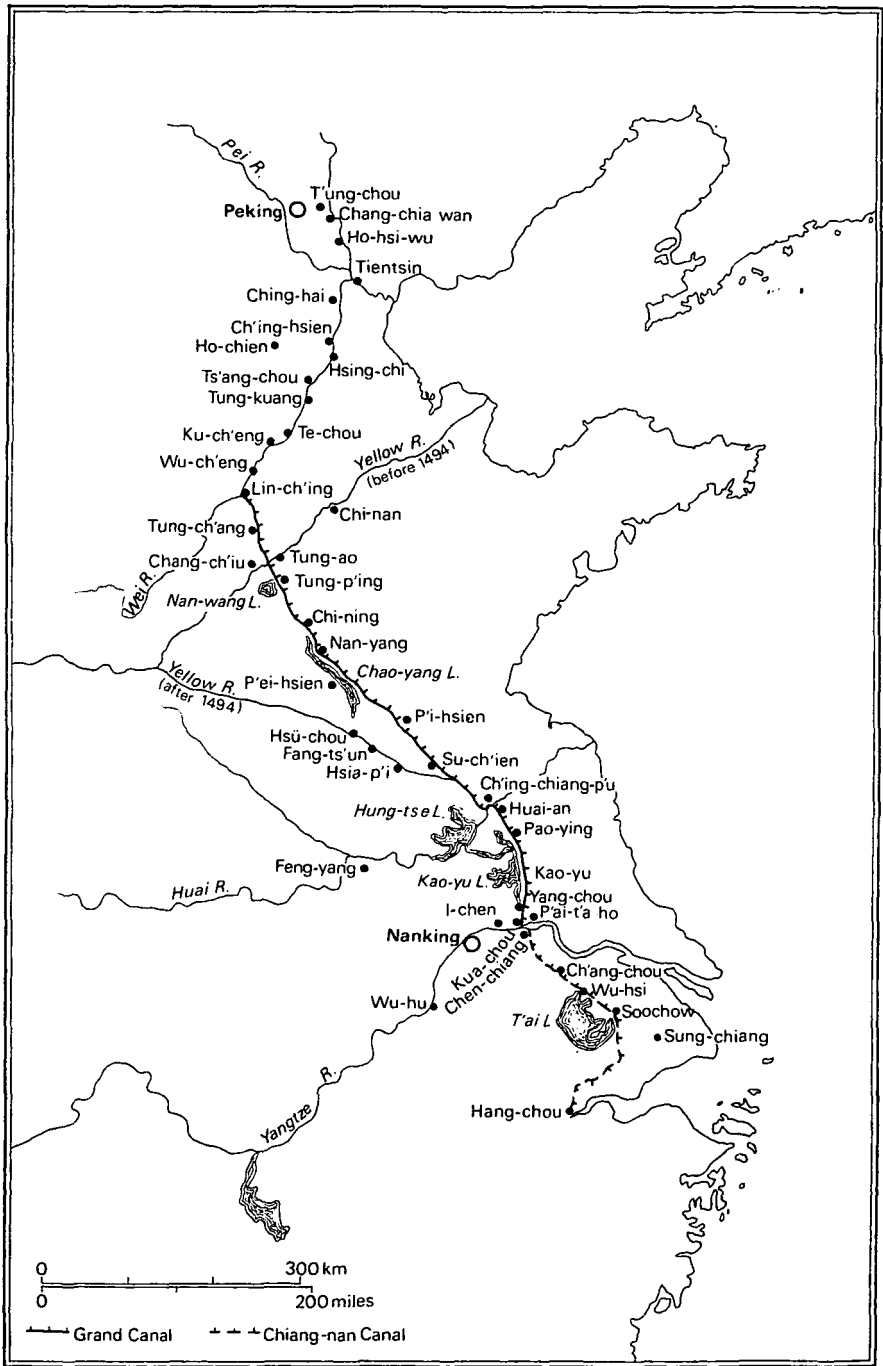 Pei R.
T'ung-chou
Peking
Chang-chia wan
Ho-hsi-wu
Tientsin
Ching-hai
Ch'ing-hsien
Ho-chien
Hsing-chi
Ts'ang-chou
Tung-kuang
Te-chou
Ku-ch'eng
Yellow R.
(before 1494)
Wu-ch'eng
Lin-ch'ing
Chi-nan
Tung-ch'ang
Tung-ao
Chang-ch'iu
Tung-p'ing
Wei R.
Nan-wang L.
Chi-ning
Nan-yang
Chao-yang L.
Yellow R.
(after 1494)
P'ei-hsien
P'i-hsien
Hsü-chou
Fang-ts'un
Su-ch'ien
Hsia-p'i
Ch'ing-chiang-p'u
Hung-tse L.
Huai-an
Pao-ying
Feng-yang
Kao-yu
Kao-yu L.
Huai R.
Yang-chou
I-chen
P'ai-t'a ho
Nanking
Kua-chou
Chen-chiang
Ch'ang-chou
Wu-hsi
Wu-hu
T'ai L
Soochow
Sung-chiang
Yangtze R.
Hang-chou
0 300 km
0 200 miles
Grand Canal Chiang-nan Canal